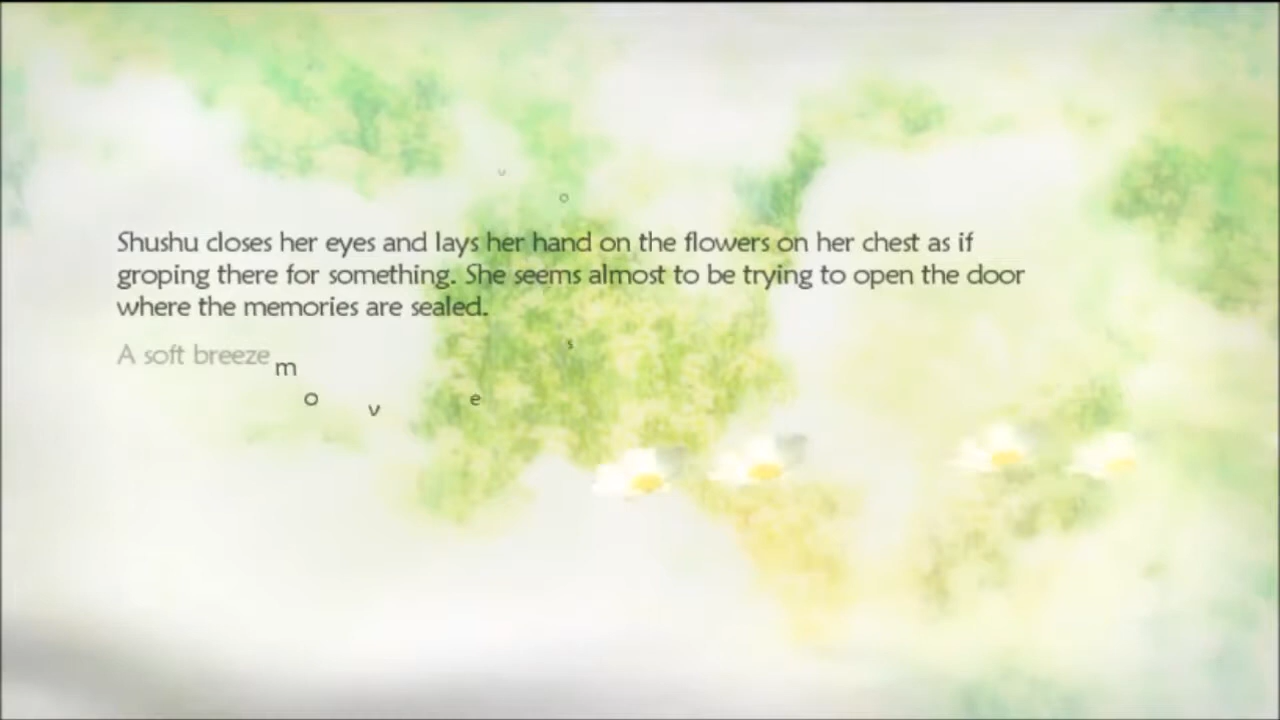 Shushu closes her eyes and lays her hand on the flowers on her chest as if
groping there for something. She seems almost to be trying to open the door
where the memories are sealed.
A soft breeze moves o u